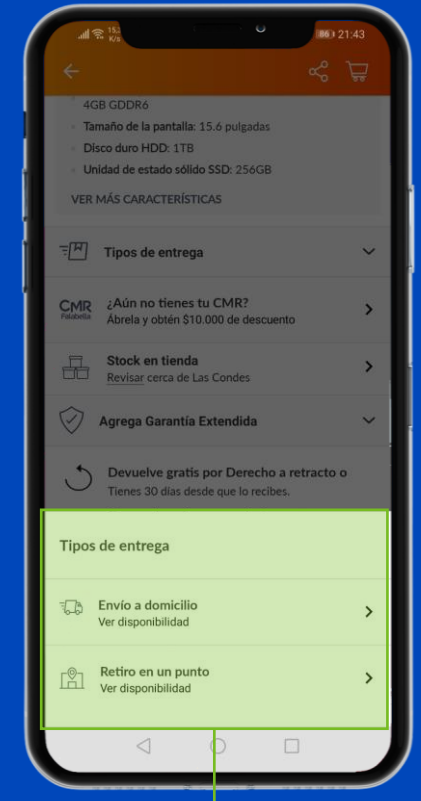 15,
K/s
86 21:43
4GB GDDR6
Tamaño de la pantalla: 15.6 pulgadas
Disco duro HDD: 1TB
Unidad de estado sólido SSD: 256GB
VER MÁS CARACTERÍSTICAS
Tipos de entrega
CMR
Falabella
¿Aún no tienes tu CMR?
Ábrela y obtén $10.000 de descuento
Stock en tienda
Revisar cerca de Las Condes
Agrega Garantía Extendida
Devuelve gratis por Derecho a retracto o
Tienes 30 días desde que lo recibes.
Tipos de entrega
Envío a domicilio
Ver disponibilidad
Retiro en un punto
Ver disponibilidad